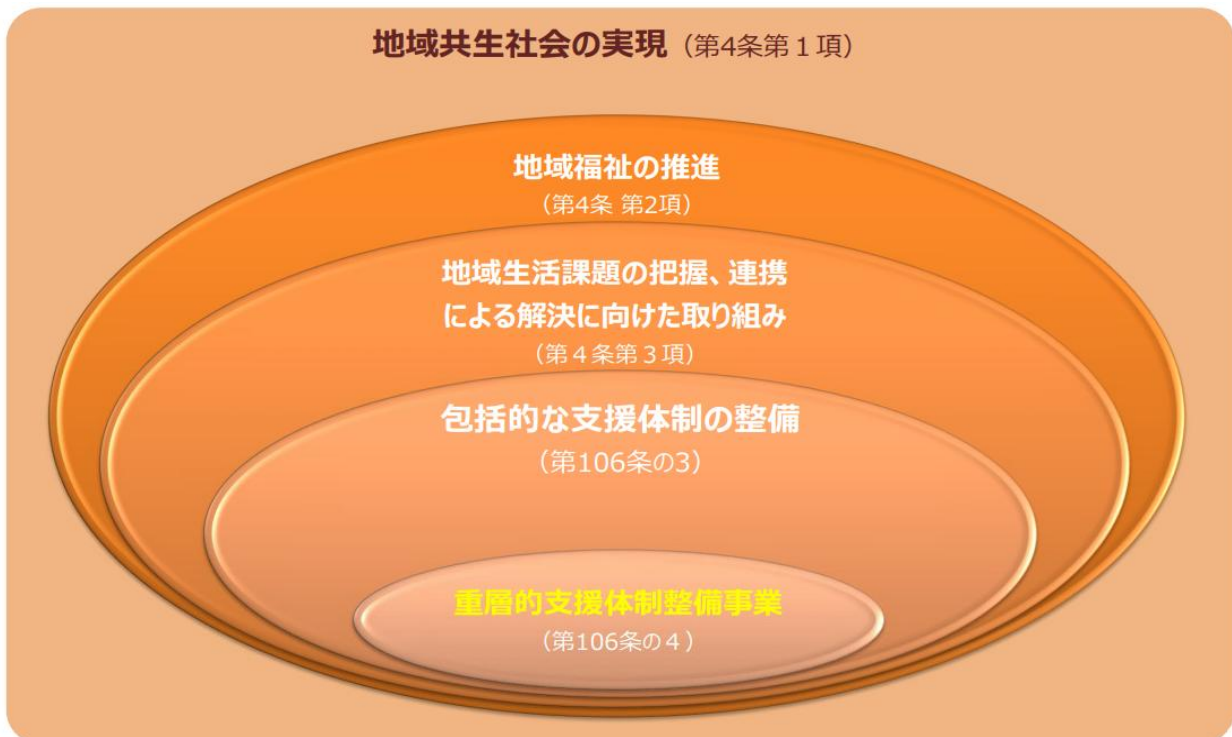 地域共生社会の実現（第4条第１項）
地域福祉の推進
（第4条 第2項）
地域生活課題の把握、連携
による解決に向けた取り組み
（第４条第３項）
包括的な支援体制の整備
（第106条の3）
重層的支援体制整備事業
（第106条の４）